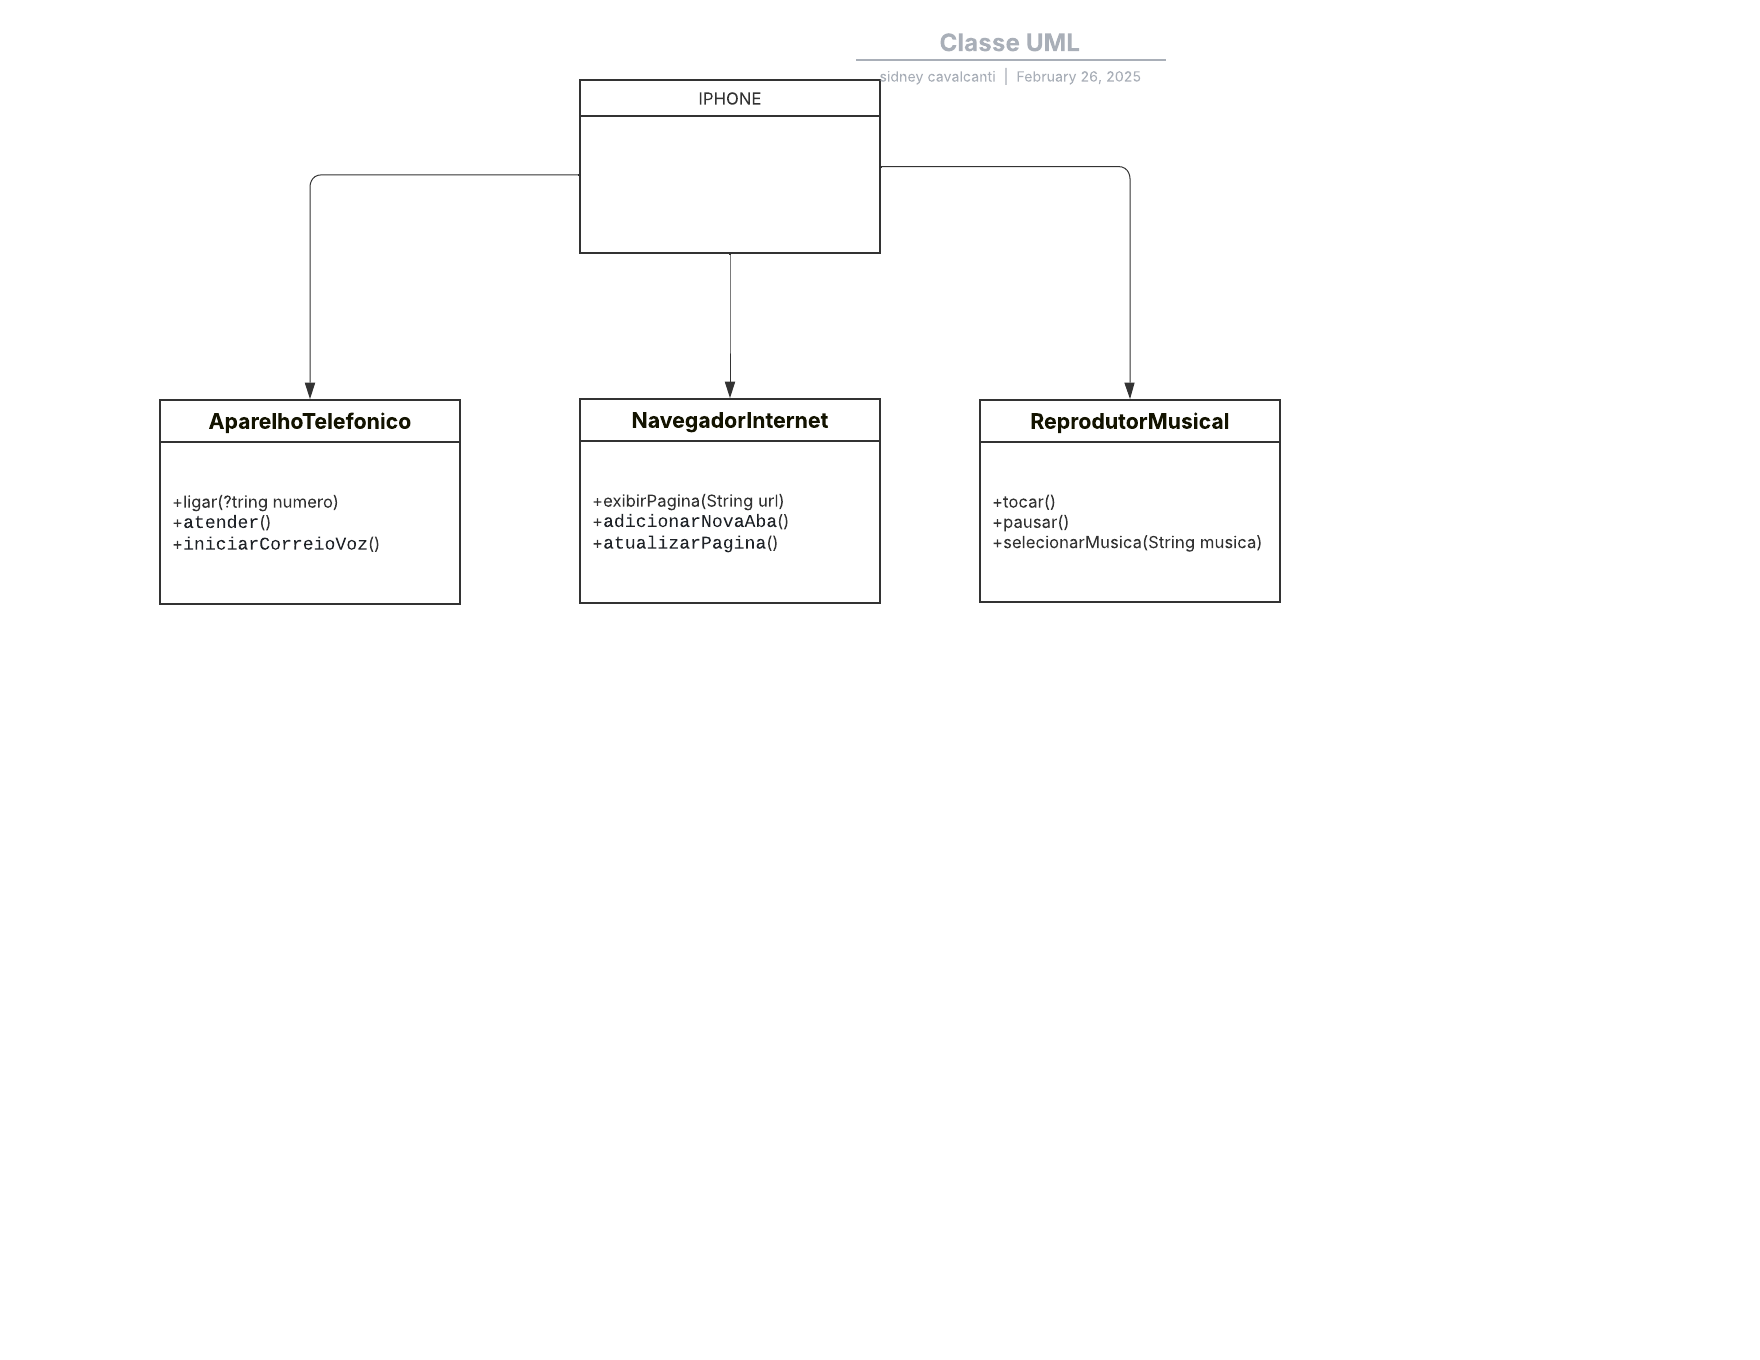 Classe UML
sidney cavalcanti | February 26, 2025
IPHONE
AparelhoTelefonico
+ligar(?tring numero)
+atender()
+iniciarCorreioVoz()
NavegadorInternet
+exibirPagina(String url)
+adicionarNovaAba()
+atualizarPagina()
ReprodutorMusical
+tocar()
+pausar()
+selecionarMusica(String musica)